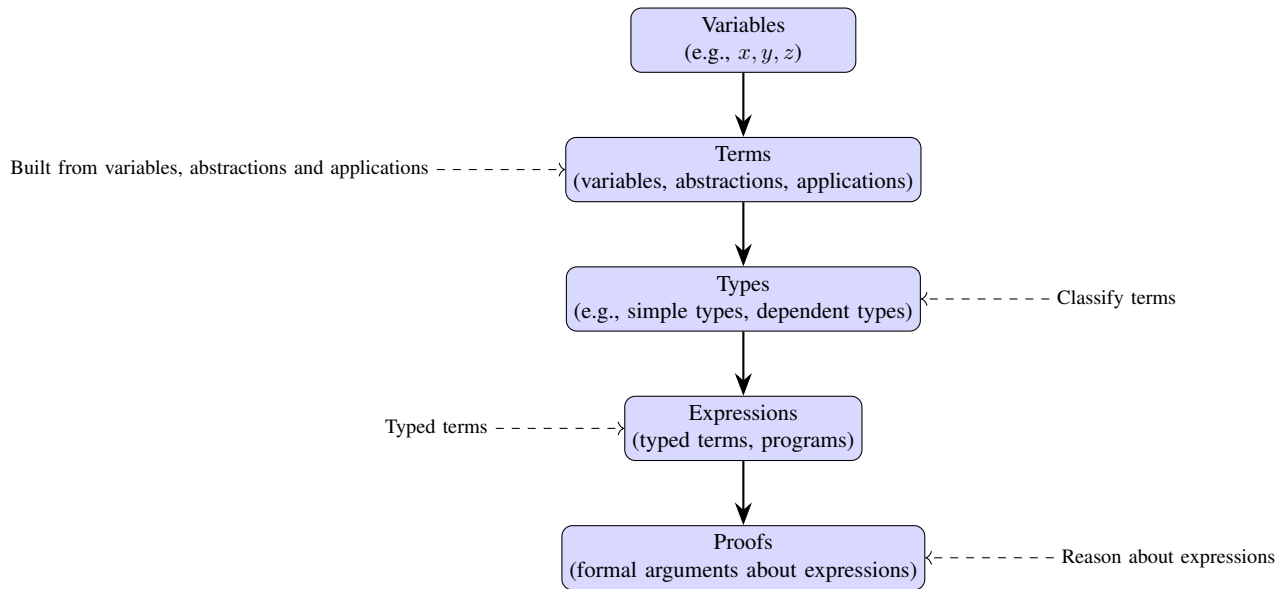 Variables
(e.g., x, y, z)
Built from variables, abstractions and applications
Terms
(variables, abstractions, applications)
Types
(e.g., simple types, dependent types)
Classify terms
Typed terms
Expressions
(typed terms, programs)
Proofs
(formal arguments about expressions)
Reason about expressions